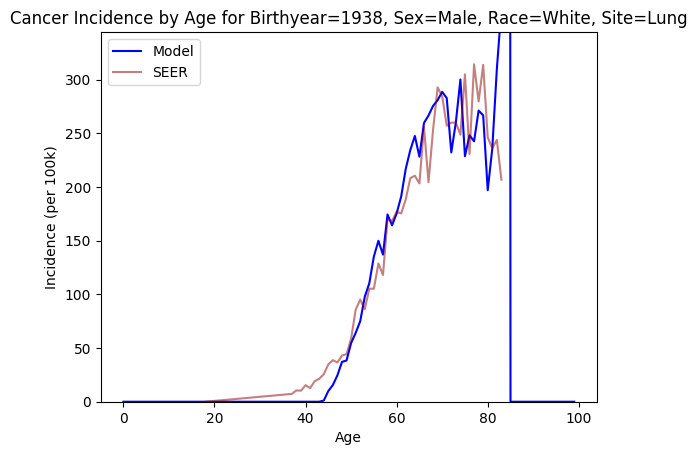 Cancer Incidence by Age for Birthyear=1938, Sex=Male, Race=White, Site=Lung
Model
SEER
Incidence (per 100k)
300
250
200
150
100
50
0
0 20 40 60 80 100
Age